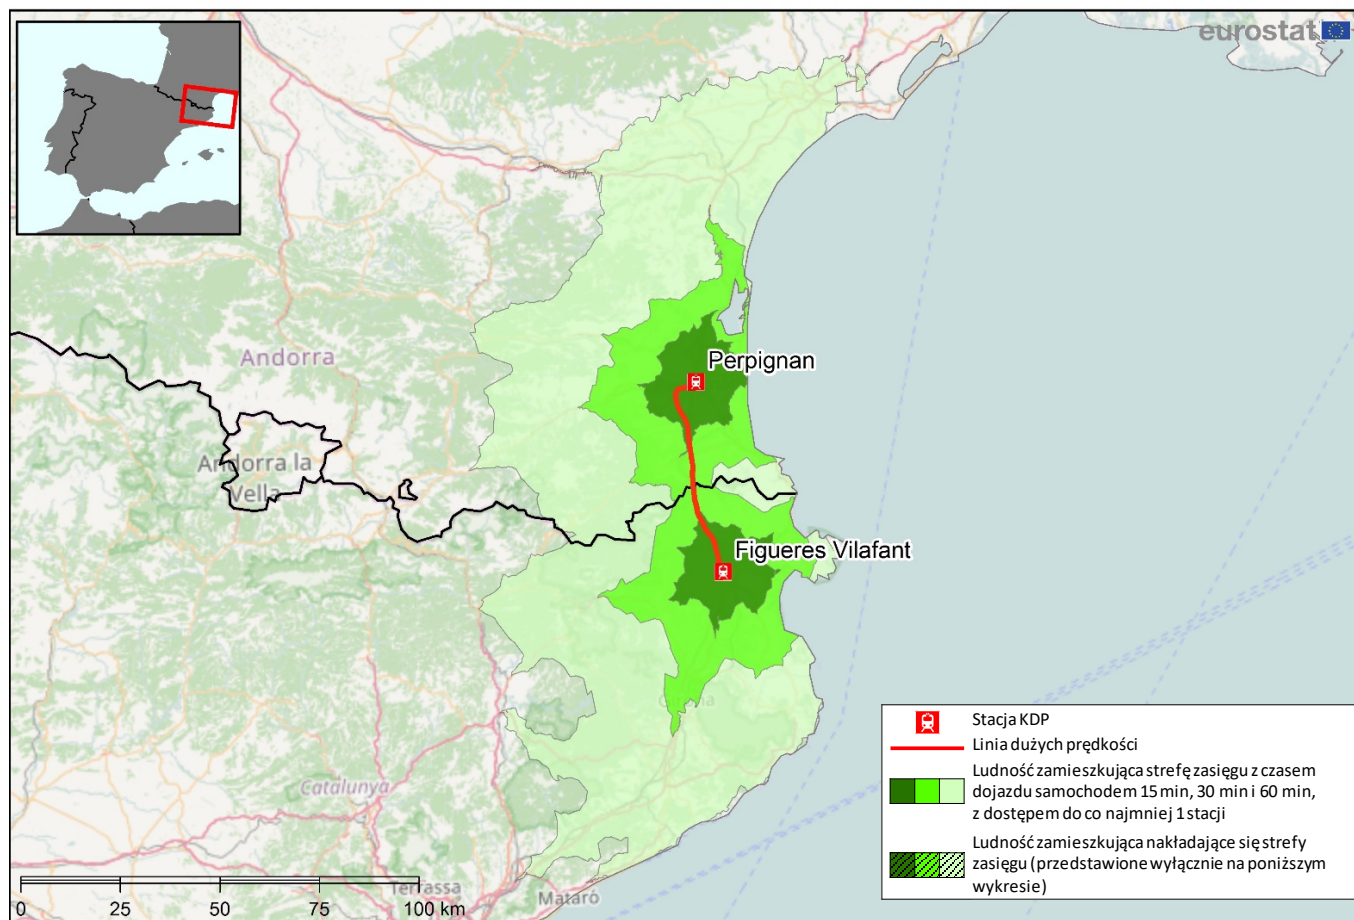 eurostat
Perpignan
Andorra
Andorra la
Vella
Figueres Vilafant
Girona
Catalunya
Terrassa
Mataró
0 25 50 75 100 km
Stacja KDP
Linia dużych prędkości
Ludność zamieszkująca strefę zasięgu z czasem
dojazdu samochodem 15 min, 30 min i 60 min,
z dostępem do co najmniej 1 stacji
Ludność zamieszkująca nakładające się strefy
zasięgu (przedstawione wyłącznie na poniższym
wykresie)